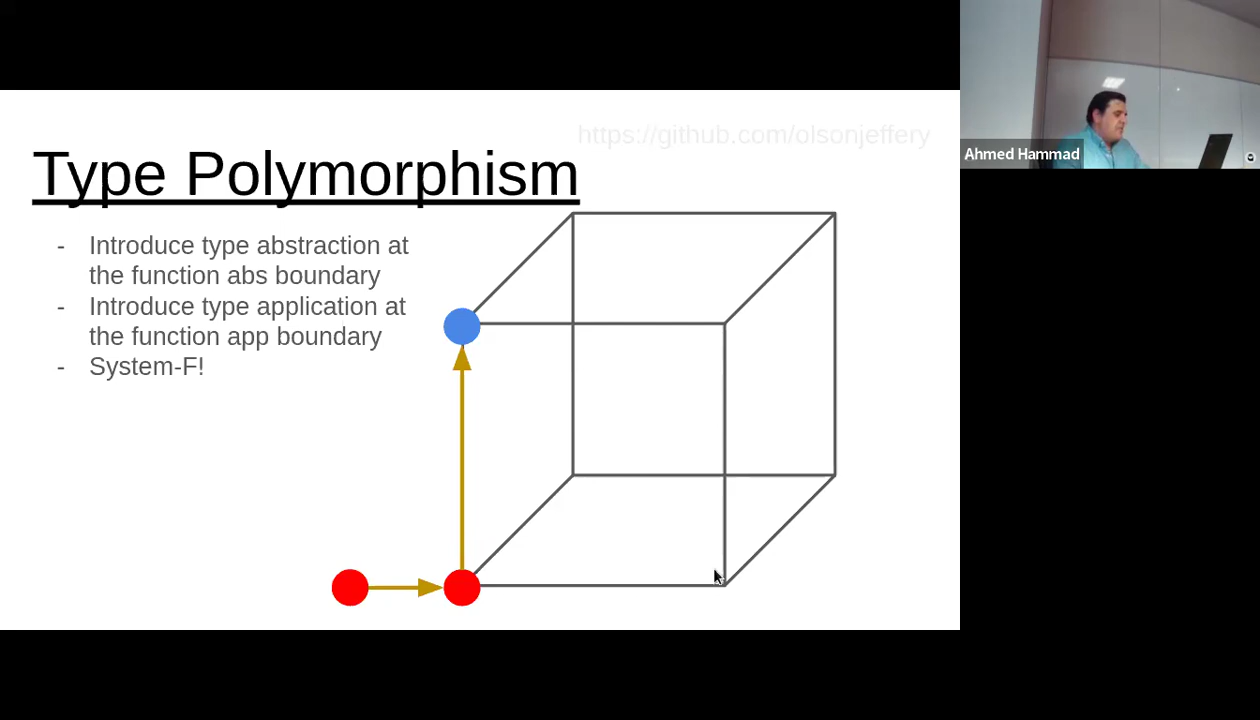 https://github.com/olsonjeffery
Type Polymorphism
- Introduce type abstraction at
the function abs boundary
- Introduce type application at
the function app boundary
- System-F!
Ahmed Hammad